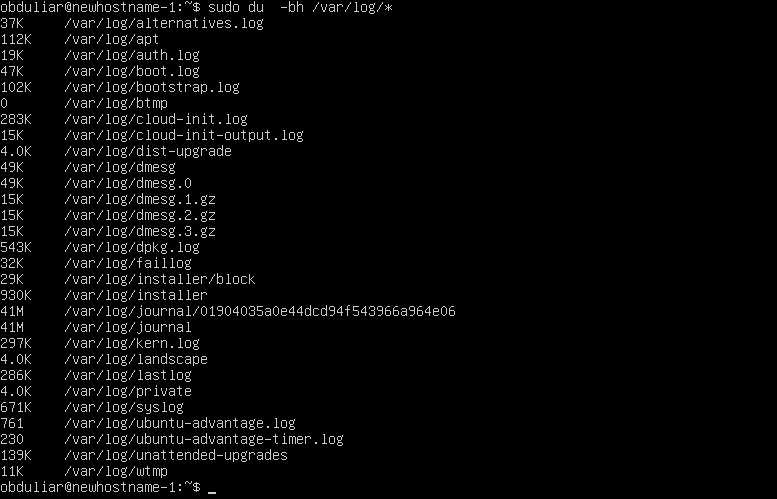 obduliar@newhostname-1:~$ sudo du  -bh /var/log/*
37K     /var/log/alternatives.log
112K    /var/log/apt
19K     /var/log/auth.log
47K     /var/log/boot.log
102K    /var/log/bootstrap.log
0       /var/log/btmp
283K    /var/log/cloud-init.log
15K     /var/log/cloud-init-output.log
4.0K    /var/log/dist-upgrade
49K     /var/log/dmesg
49K     /var/log/dmesg.0
15K     /var/log/dmesg.1.gz
15K     /var/log/dmesg.2.gz
15K     /var/log/dmesg.3.gz
543K    /var/log/dpkg.log
32K     /var/log/faillog
29K     /var/log/installer/block
930K    /var/log/installer
41M     /var/log/journal/01904035a0e44dcd94f543966a964e06
41M     /var/log/journal
297K    /var/log/kern.log
4.0K    /var/log/landscape
286K    /var/log/lastlog
4.0K    /var/log/private
671K    /var/log/syslog
761     /var/log/ubuntu-advantage.log
230     /var/log/ubuntu-advantage-timer.log
139K    /var/log/unattended-upgrades
11K     /var/log/wtmp
obduliar@newhostname-1:~$ _